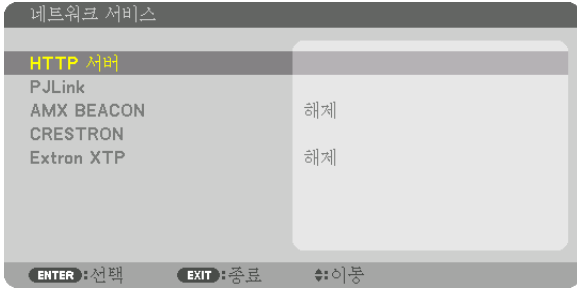 네트워크 서비스
HTTP 서버
PJLink
AMX BEACON 해제
CRESTRON
Extron XTP 해제
ENTER:선택 EXIT:종료 :이동